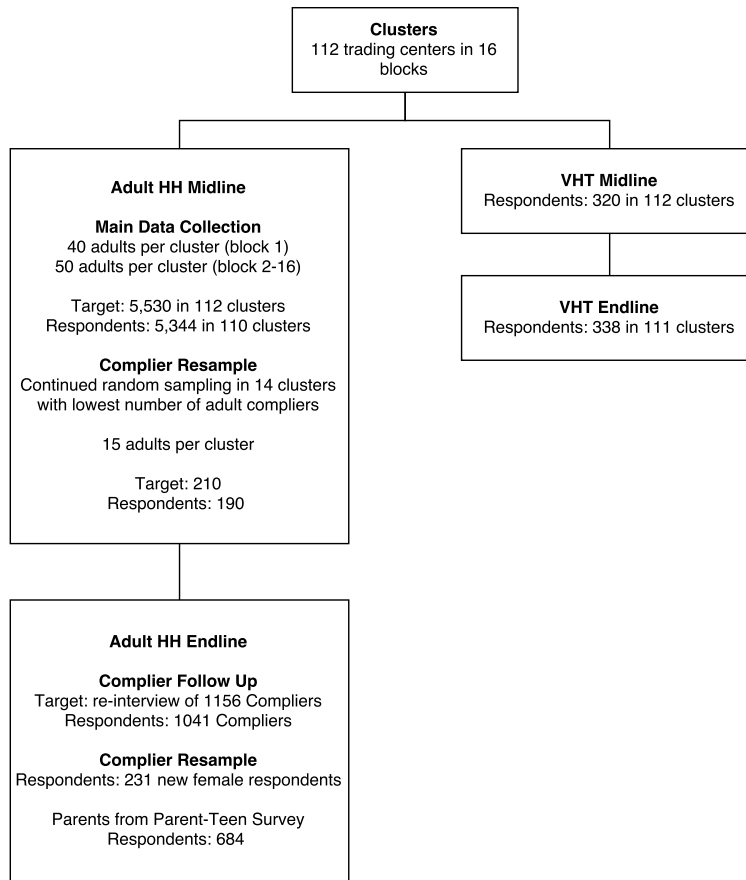 Clusters
112 trading centers in 16
blocks
Adult HH Midline
Main Data Collection
40 adults per cluster (block 1)
50 adults per cluster (block 2-16)
Target: 5,530 in 112 clusters
Respondents: 5,344 in 110 clusters
Complier Resample
Continued random sampling in 14 clusters
with lowest number of adult compliers
15 adults per cluster
Target: 210
Respondents: 190
VHT Midline
Respondents: 320 in 112 clusters
VHT Endline
Respondents: 338 in 111 clusters
Adult HH Endline
Complier Follow Up
Target: re-interview of 1156 Compliers
Respondents: 1041 Compliers
Complier Resample
Respondents: 231 new female respondents
Parents from Parent-Teen Survey
Respondents: 684